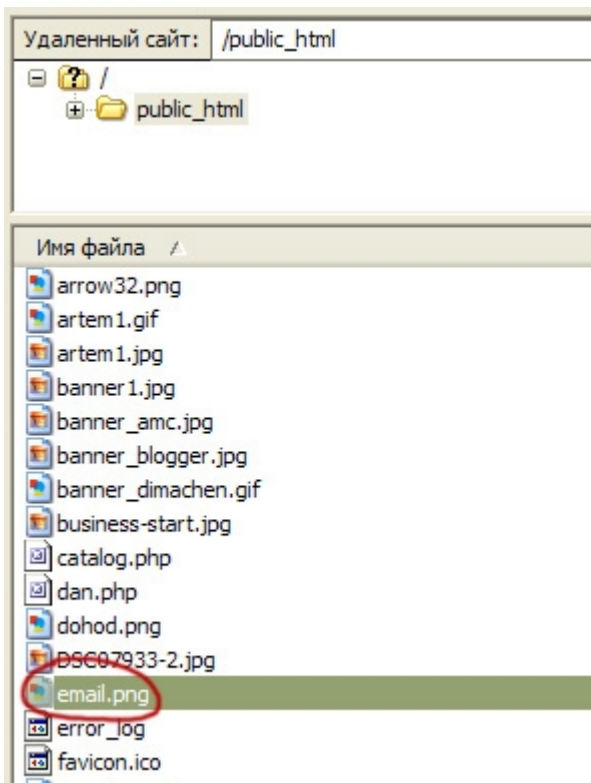 Удаленный сайт: /public_html
/
public_html
Имя файла
arrow32.png
artem1.gif
artem1.jpg
banner1.jpg
banner_amc.jpg
banner_blogger.jpg
banner_dimachen.gif
business-start.jpg
catalog.php
dan.php
dohod.png
DSC07933-2.jpg
email.png
error_log
favicon.ico